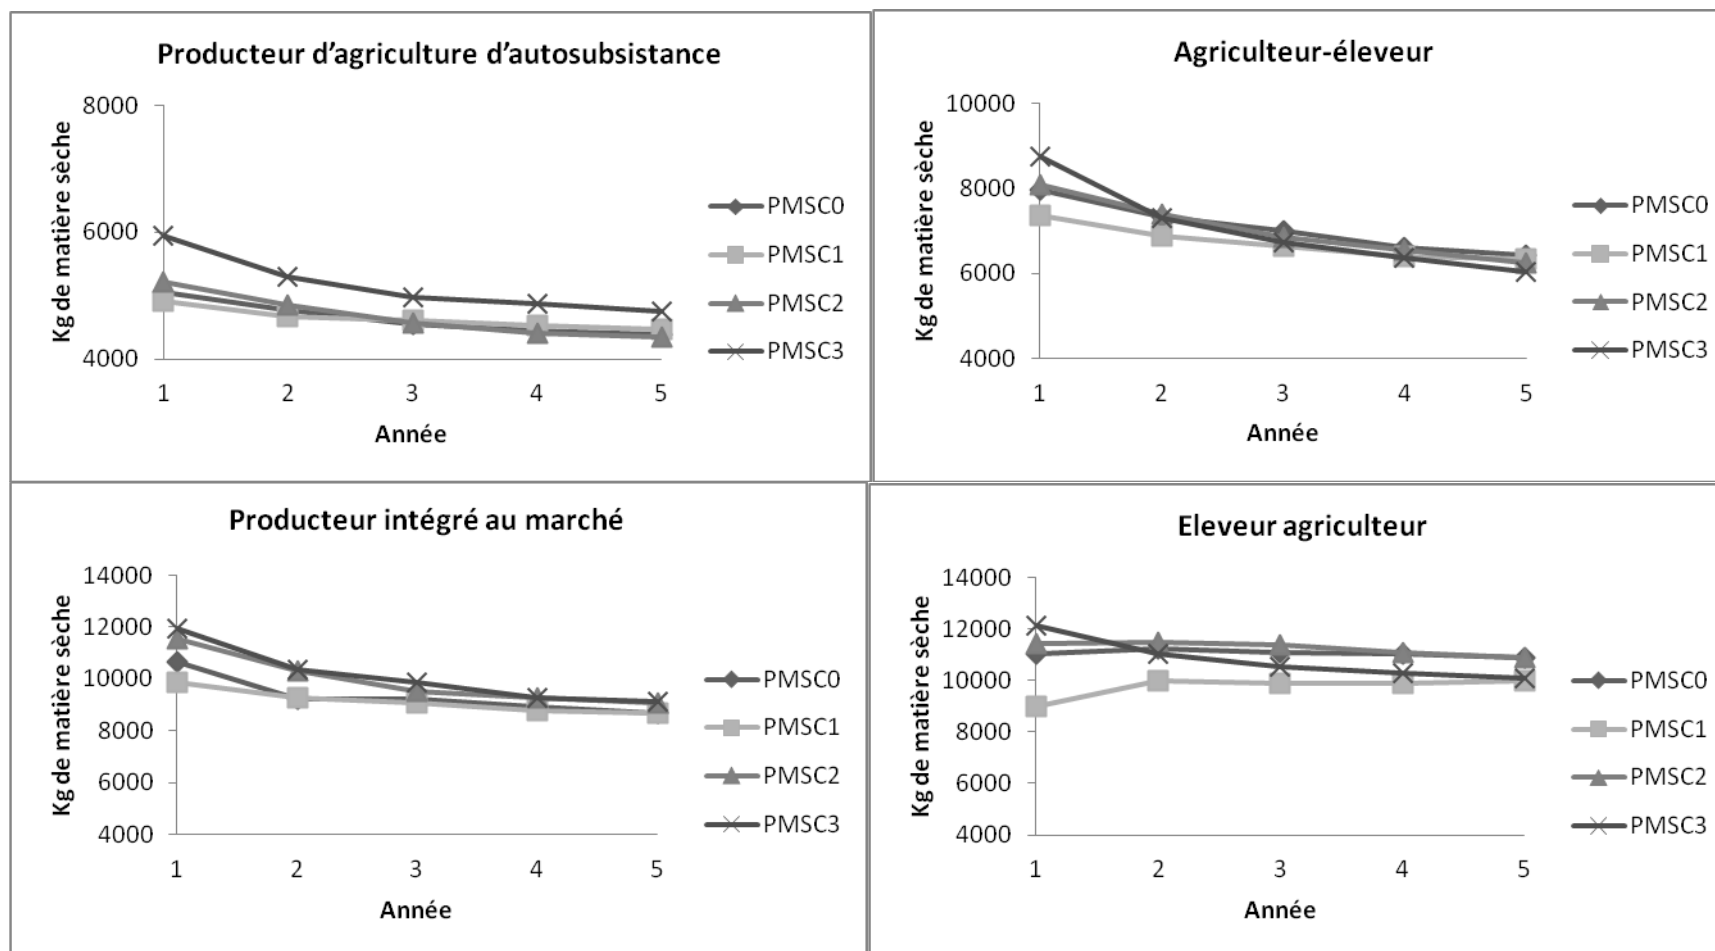 Producteur d'agriculture d'autosubsistance
Kg de matière sèche
8000
6000
4000
1 2 3 4 5
Année
PMSC0
PMSC1
PMSC2
PMSC3
Agriculteur-éleveur
Kg de matière sèche
10000
8000
6000
4000
1 2 3 4 5
Année
PMSC0
PMSC1
PMSC2
PMSC3
Producteur intégré au marché
Kg de matière sèche
14000
12000
10000
8000
6000
4000
1 2 3 4 5
Année
PMSC0
PMSC1
PMSC2
PMSC3
Eleveur agriculteur
Kg de matière sèche
14000
12000
10000
8000
6000
4000
1 2 3 4 5
Année
PMSC0
PMSC1
PMSC2
PMSC3